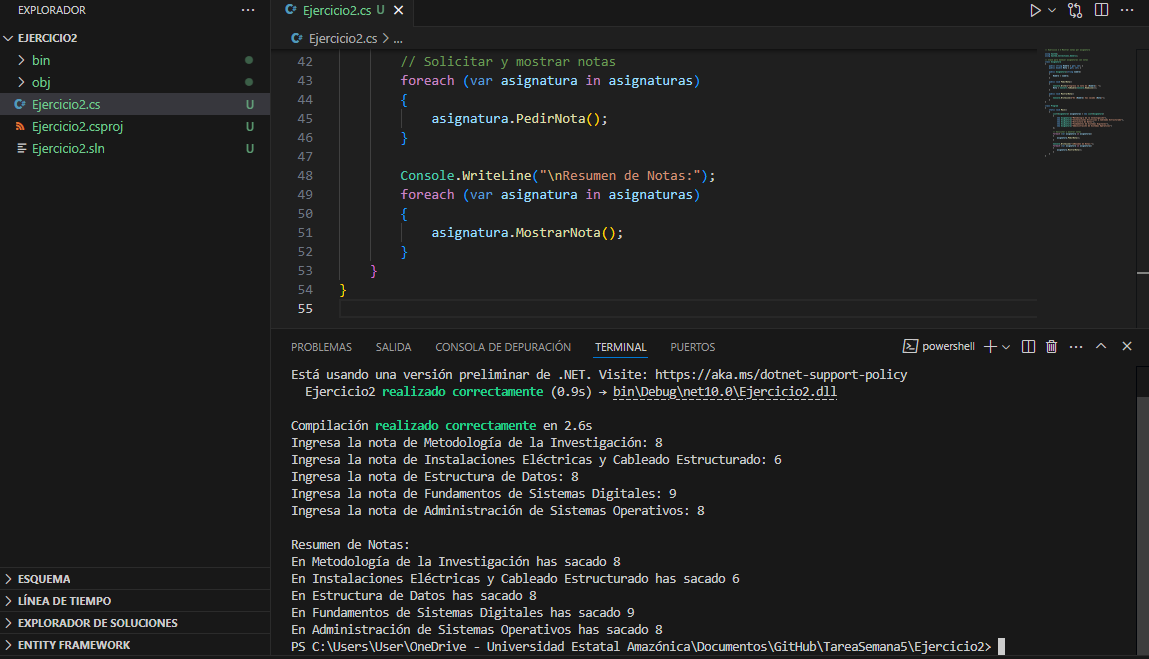 EXPLORADOR
EJERCICIO2
bin
obj
Ejercicio2.cs U
Ejercicio2.csproj U
Ejercicio2.sln U
ESQUEMA
LÍNEA DE TIEMPO
EXPLORADOR DE SOLUCIONES
ENTITY FRAMEWORK
Ejercicio2.cs U
Ejercicio2.cs > ...
42 // Solicitar y mostrar notas
43 foreach (var asignatura in asignaturas)
44 {
45 asignatura.PedirNota();
46 }
47
48 Console.WriteLine("\nResumen de Notas:");
49 foreach (var asignatura in asignaturas)
50 {
51 asignatura.MostrarNota();
52 }
53 }
54 }
55
PROBLEMAS SALIDA CONSOLA DE DEPURACIÓN TERMINAL PUERTOS powershell
Está usando una versión preliminar de .NET. Visite: https://aka.ms/dotnet-support-policy
Ejercicio2 realizado correctamente (0.9s) → bin\Debug\net10.0\Ejercicio2.dll
Compilación realizado correctamente en 2.6s
Ingresa la nota de Metodología de la Investigación: 8
Ingresa la nota de Instalaciones Eléctricas y Cableado Estructurado: 6
Ingresa la nota de Estructura de Datos: 8
Ingresa la nota de Fundamentos de Sistemas Digitales: 9
Ingresa la nota de Administración de Sistemas Operativos: 8
Resumen de Notas:
En Metodología de la Investigación has sacado 8
En Instalaciones Eléctricas y Cableado Estructurado has sacado 6
En Estructura de Datos has sacado 8
En Fundamentos de Sistemas Digitales has sacado 9
En Administración de Sistemas Operativos has sacado 8
PS C:\Users\User\OneDrive - Universidad Estatal Amazónica\Documentos\GitHub\TareaSemana5\Ejercicio2>